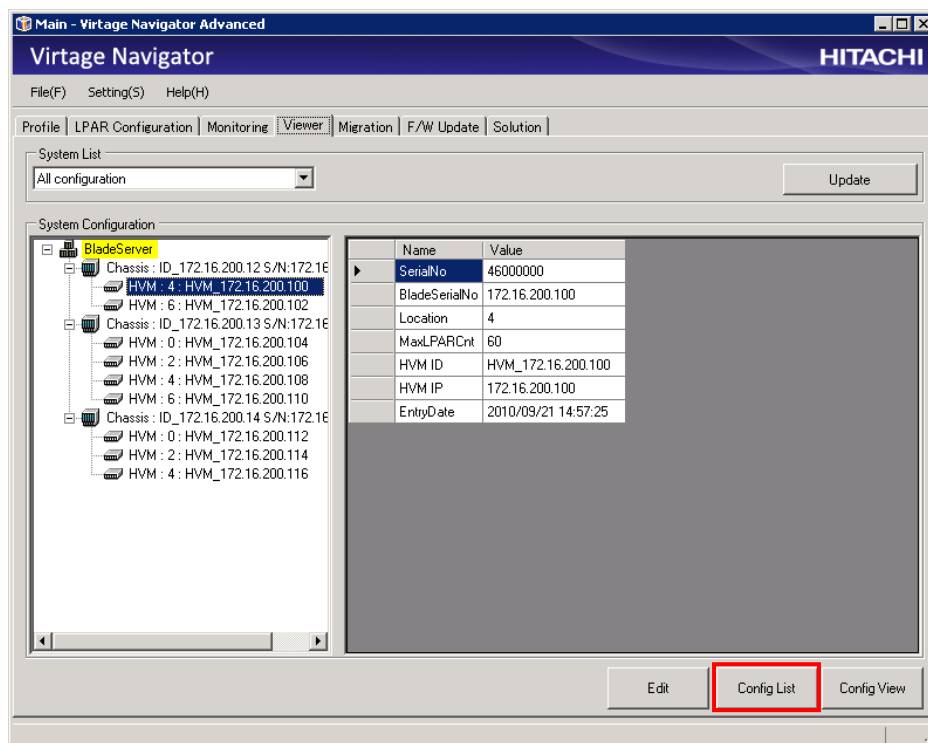 Main - Virtage Navigator Advanced
Virtage Navigator
HITACHI
File(F) Setting(S) Help(H)
Profile LPAR Configuration Monitoring Viewer Migration F/W Update Solution
System List
All configuration
Update
System Configuration
BladeServer
Chassis : ID_172.16.200.12 S/N:172.16
HVM : 4 : HVM_172.16.200.100
HVM : 6 : HVM_172.16.200.102
Chassis : ID_172.16.200.13 S/N:172.16
HVM : 0 : HVM_172.16.200.104
HVM : 2 : HVM_172.16.200.106
HVM : 4 : HVM_172.16.200.108
HVM : 6 : HVM_172.16.200.110
Chassis : ID_172.16.200.14 S/N:172.16
HVM : 0 : HVM_172.16.200.112
HVM : 2 : HVM_172.16.200.114
HVM : 4 : HVM_172.16.200.116
Name Value
SerialNo 46000000
BladeSerialNo 172.16.200.100
Location 4
MaxLPARCnt 60
HVM ID HVM_172.16.200.100
HVM IP 172.16.200.100
EntryDate 2010/09/21 14:57:25
Edit Config List Config View